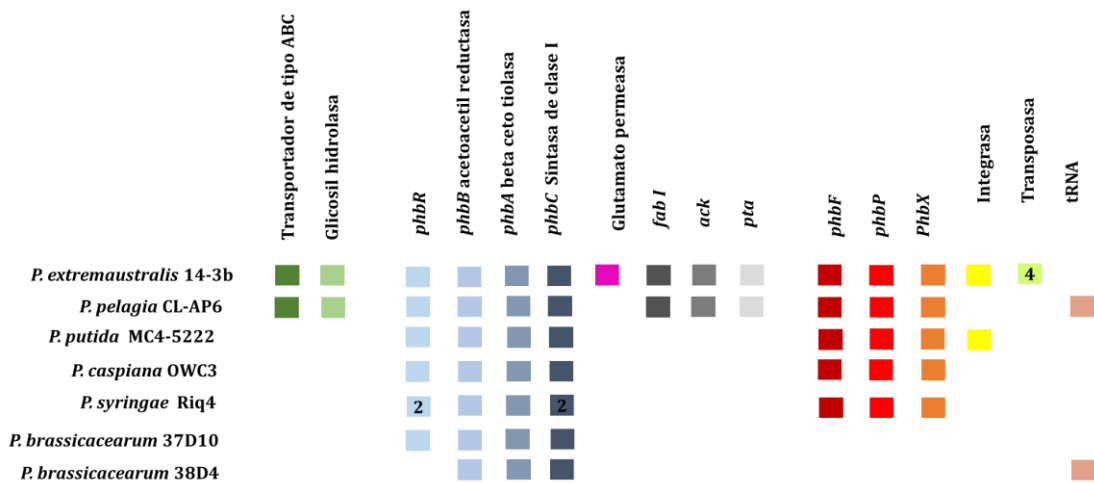 Transportador de tipo ABC
Glicosil hidrolasa
phbR
phbB acetoacetil reductasa
phbA beta ceto tiolasa
phbC Sintasa de clase I
Glutamato permeasa
fab I
ack
pta
phbF
phbP
PhbX
Integrasa
Transposasa
tRNA
P. extremaustralis 14-3b
4
P. pelagia CL-AP6
P. putida MC4-5222
P. caspiana OWC3
P. syringae Riq4
2
2
P. brassicacearum 37D10
P. brassicacearum 38D4